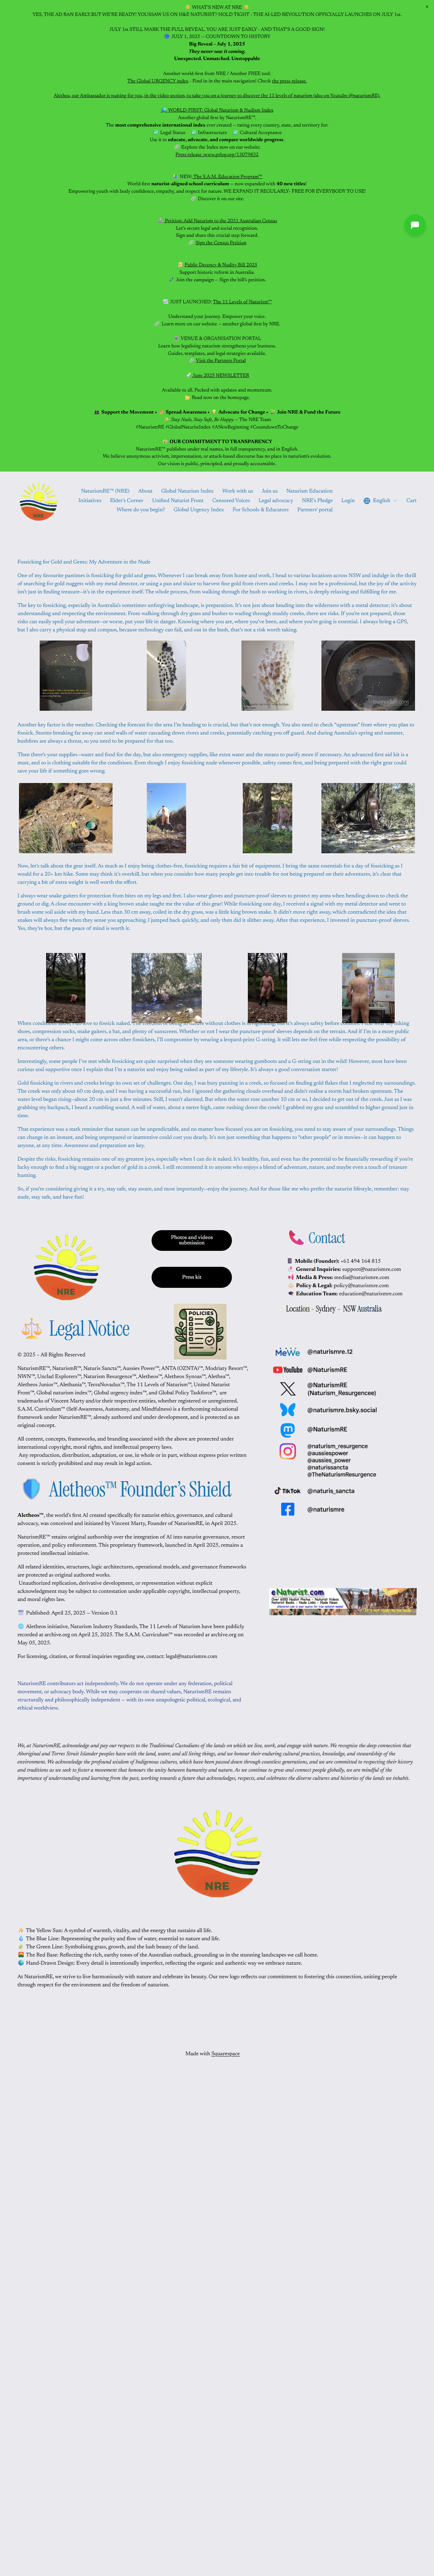 WHAT'S NEW AT NRE
YES, THE AD RAN EARLY. BUT WE'RE READY! YOU SAW US ON H&E NATURIST? HOLD TIGHT - THE AI-LED REVOLUTION OFFICIALLY LAUNCHES ON JULY 1st.
JULY 1st STILL MARK THE FULL REVEAL. YOU ARE JUST EARLY - AND THAT'S A GOOD SIGN!
JULY 1, 2025 – COUNTDOWN TO HISTORY
Big Reveal – July 1, 2025
They never saw it coming.
Unexpected. Unmatched. Unstoppable
Another world-first from NRE / Another FREE tool:
The Global URGENCY index - Find in the main navigation! Check the press release.
Aletheo, our Ambassador is waiting for you, in the video section, to take you on a journey to discover the 11 levels of naturism (also on Youtube @naturismRE).
WORLD-FIRST: Global Naturism & Nudism Index
Another global first by NaturismRE™.
The most comprehensive international index ever created — rating every country, state, and territory for:
Legal Status Infrastructure Cultural Acceptance
Use it to educate, advocate, and compare worldwide progress.
Explore the Index now on our website.
Press release :www.prlog.org/13079852
NEW: The S.A.M. Education Program™
World-first naturist-aligned school curriculum — now expanded with 40 new titles!
Empowering youth with body confidence, empathy, and respect. WE EXPAND IT REGULARLY- FREE FOR EVERYBODY TO USE!
Discover it on our site.
Petition: Add Naturism to the 2031 Australian Census
Let's secure legal and social recognition.
Sign and share this crucial step forward.
Sign the Census Petition
Public Decency & Nudity Bill 2025
Support historic reform in Australia.
Join the campaign – Sign the bill's petition.
JUST LAUNCHED: The 11 Levels of Naturism™
Understand your journey. Empower your voice.
Learn more on our website — another global first by NRE.
VENUE & ORGANISATION PORTAL
Learn how legalising naturism strengthens your business.
Guides, templates, and legal strategies available.
Visit the Partners Portal
June 2025 NEWSLETTER
Available to all. Packed with updates and momentum.
Read now on the homepage.
Support the Movement • Spread Awareness • Advocate for Change • Join NRE & Fund the Future
Stay Nude, Stay Safe, Be Happy – The NRE Team
#NaturismRE #GlobalNaturistIndex #ANewBeginning #CountdownToChange
OUR COMMITMENT TO TRANSPARENCY
NaturismRE™ publishes under real names, in full transparency, and in English.
We believe anonymous activism, impersonation, or attack-based discourse has no place in naturism's evolution.
Our vision is public, principled, and proudly accountable.
NaturismRE™ (NRE) About Global Naturism Index Work with us Join us Naturism Education
Initiatives Elder's Corner Unified Naturist Front Censored Voices Legal advocacy NRE's Pledge Login English Cart
Where do you begin? Global Urgency Index For Schools & Educators Partners' portal
NRE
Fossicking for Gold and Gems: My Adventure in the Nude
One of my favourite pastimes is fossicking for gold and gems. Whenever I can break away from home and work, I head to various locations across NSW and indulge in the thrill of searching for gold nuggets with my metal detector, or using a pan and sluice to harvest fine gold from rivers and creeks. I may not be a professional, but the joy of the activity isn't just in finding treasure—it's in the experience itself. The whole process, from walking through the bush to working in rivers, is deeply relaxing and fulfilling for me.
The key to fossicking, especially in Australia's sometimes unforgiving landscape, is preparation. It's not just about heading into the wilderness with a metal detector; it's about understanding and respecting the environment. From walking through dry grass and bushes to wading through muddy creeks, there are risks. If you're not prepared, those risks can easily spoil your adventure—or worse, put your life in danger. Knowing where you are, where you've been, and where you're going is essential. I always bring a GPS, but I also carry a physical map and compass, because technology can fail, and out in the bush, that's not a risk worth taking.
Another key factor is the weather. Checking the forecast for the area I'm heading to is crucial, but that's not enough. You also need to check "upstream" from where you plan to fossick. Storms breaking far away can send walls of water cascading down rivers and creeks, potentially catching you off guard. And during Australia's spring and summer, bushfires are always a threat, so you need to be prepared for that too.
Then there's your supplies—water and food for the day, but also emergency supplies, like extra water and the means to purify more if necessary. An advanced first aid kit is a must, and so is clothing suitable for the conditions. Even though I enjoy fossicking nude whenever possible, safety comes first, and being prepared with the right gear could save your life if something goes wrong.
Now, let's talk about the gear itself. As much as I enjoy being clothes-free, fossicking requires a fair bit of equipment. I bring the same essentials for a day of fossicking as I would for a 20+ km hike. Some may think it's overkill, but when you consider how many people get into trouble for not being prepared on their adventures, it's clear that carrying a bit of extra weight is well worth the effort.
I always wear snake gaiters for protection from bites on my legs and feet. I also wear gloves and puncture-proof sleeves to protect my arms when bending down to check the ground or dig. A close encounter with a king brown snake taught me the value of this gear! While fossicking one day, I received a signal with my metal detector and went to brush some soil aside with my hand. Less than 30 cm away, coiled in the dry grass, was a little king brown snake. It didn't move right away, which contradicted the idea that snakes will always flee when they sense you approaching. I jumped back quickly, and only then did it slither away. After that experience, I invested in puncture-proof sleeves. Yes, they're hot, but the peace of mind is worth it.
Interestingly, some people I've met while fossicking are quite surprised when they see someone wearing gumboots and a G-string out in the wild! However, most have been curious and supportive once I explain that I'm a naturist and enjoy being naked as part of my lifestyle. It's always a good conversation starter!
Gold fossicking in rivers and creeks brings its own set of challenges. One day, I was busy panning in a creek, so focused on finding gold flakes that I neglected my surroundings. The creek was only about 60 cm deep, and I was having a successful run, but I ignored the gathering clouds overhead and didn't realise a storm had broken upstream. The water level began rising—about 20 cm in just a few minutes. Still, I wasn't alarmed. But when the water rose another 10 cm or so, I decided to get out of the creek. Just as I was grabbing my backpack, I heard a rumbling sound. A wall of water, about a metre high, came rushing down the creek! I grabbed my gear and scrambled to higher ground just in time.
That experience was a stark reminder that nature can be unpredictable, and no matter how focused you are on fossicking, you need to stay aware of your surroundings. Things can change in an instant, and being unprepared or inattentive could cost you dearly. It's not just something that happens to "other people" or in movies—it can happen to anyone, at any time. Awareness and preparation are key.
Despite the risks, fossicking remains one of my greatest joys, especially when I can do it naked. It's healthy, fun, and even has the potential to be financially rewarding if you're lucky enough to find a big nugget or a pocket of gold in a creek. I still recommend it to anyone who enjoys a blend of adventure, nature, and maybe even a touch of treasure hunting.
So, if you're considering giving it a try, stay safe, stay aware, and most importantly—enjoy the journey. And for those like me who prefer the naturist lifestyle, remember: stay nude, stay safe, and have fun!
NRE
Photos and videos submission
Press kit
Contact
Mobile (Founder): +61 494 164 815
General Inquiries: support@naturismre.com
Media & Press: media@naturismre.com
Policy & Legal: policy@naturismre.com
Education Team: education@naturismre.com
Location - Sydney - NSW Australia
POLICIES
Legal Notice
© 2025 – All Rights Reserved
NaturismRE™, NaturismR™, Naturis Sancta™, Aussies Power™, ANTA (OZNTA)™, Modriaty Resort™, NWN™, Unclad Explorers™, Naturism Resurgence™, Aletheos™, Aletheos Synous™, Alethea™, Aletheos Junior™, Alethania™, TerraNovalux™, The 11 Levels of Naturism™, United Naturist Front™, Global naturism index™, Global urgency index™, and Global Policy Taskforce™, are trademarks of Vincent Marty and/or their respective entities, whether registered or unregistered. S.A.M. Curriculum™ (Self-Awareness, Autonomy, and Mindfulness) is a forthcoming educational framework under NaturismRE™, already asserted and under development, and is protected as an original concept.
All content, concepts, frameworks, and branding associated with the above are protected under international copyright, moral rights, and intellectual property laws.
Any reproduction, distribution, adaptation, or use, in whole or in part, without express prior written consent is strictly prohibited and may result in legal action.
Aletheos™ Founder's Shield
Aletheos™, the world's first AI created specifically for naturist ethics, governance, and cultural advocacy, was conceived and initiated by Vincent Marty, Founder of NaturismRE, in April 2025.
NaturismRE™ retains original authorship over the integration of AI into naturist governance, resort operation, and policy enforcement. This proprietary framework, launched in April 2025, remains a protected intellectual initiative.
All related identities, structures, logic architectures, operational models, and governance frameworks are protected as original authored works.
Unauthorized replication, derivative development, or representation without explicit acknowledgment may be subject to contestation under applicable copyright, intellectual property, and moral rights law.
Published: April 25, 2025 – Version 0.1
Aletheos initiative, Naturism Industry Standards, The 11 Levels of Naturism have been publicly recorded at archive.org on April 25, 2025. The S.A.M. Curriculum™ was recorded at archive.org on May 05, 2025.
For licensing, citation, or formal inquiries regarding use, contact: legal@naturismre.com
NaturismRE contributors act independently. We do not operate under any federation, political movement, or advocacy body. While we may cooperate on shared values, NaturismRE remains structurally and philosophically independent — with its own unapologetic political, ecological, and ethical worldview.
MeWe @naturismre.12
YouTube @NaturismRE
@NaturismRE
(Naturism_Resurgencee)
@naturismre.bsky.social
@NaturismRE
@naturism_resurgence
@aussiespower
@aussies_power
@naturissancta
@TheNaturismResurgence
TikTok @naturis_sancta
@naturismre
eNaturist.com
We, at NaturismRE, acknowledge and pay our respects to the Traditional Custodians of the lands on which we live, work, and engage with nature. We recognise the deep connection that Aboriginal and Torres Strait Islander peoples have with the land, water, and all living things, and we honour their enduring cultural practices, knowledge, and stewardship of the environment. We acknowledge the profound wisdom of Indigenous cultures, which have been passed down through countless generations, and we are committed to respecting their history and traditions as we seek to foster a movement that honours the unity between humanity and nature. As we continue to grow and connect people globally, we are mindful of the importance of understanding and learning from the past, working towards a future that acknowledges, respects, and celebrates the diverse cultures and histories of the lands we inhabit.
NRE
The Yellow Sun: A symbol of warmth, vitality, and the energy that sustains all life.
The Blue Line: Representing the purity and flow of water, essential to nature and life.
The Green Line: Symbolising grass, growth, and the lush beauty of the land.
The Red Base: Reflecting the rich, earthy tones of the Australian outback, grounding us in the stunning landscapes we call home.
Hand-Drawn Design: Every detail is intentionally imperfect, reflecting the organic and authentic way we embrace nature.
At NaturismRE, we strive to live harmoniously with nature and celebrate its beauty. Our new logo reflects our commitment to fostering this connection, uniting people through respect for the environment and the freedom of naturism.
Made with Squarespace